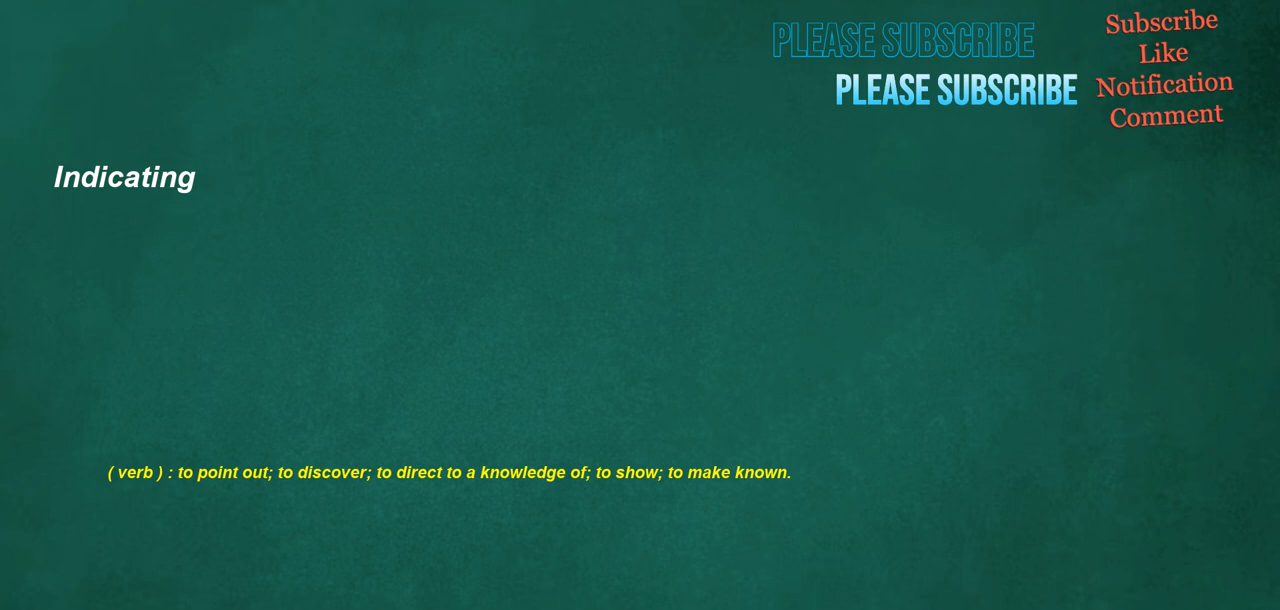 PLEASE SUBSCRIBE
PLEASE SUBSCRIBE
Subscribe
Like
Notification
Comment
Indicating
( verb ) : to point out; to discover; to direct to a knowledge of; to show; to make known.